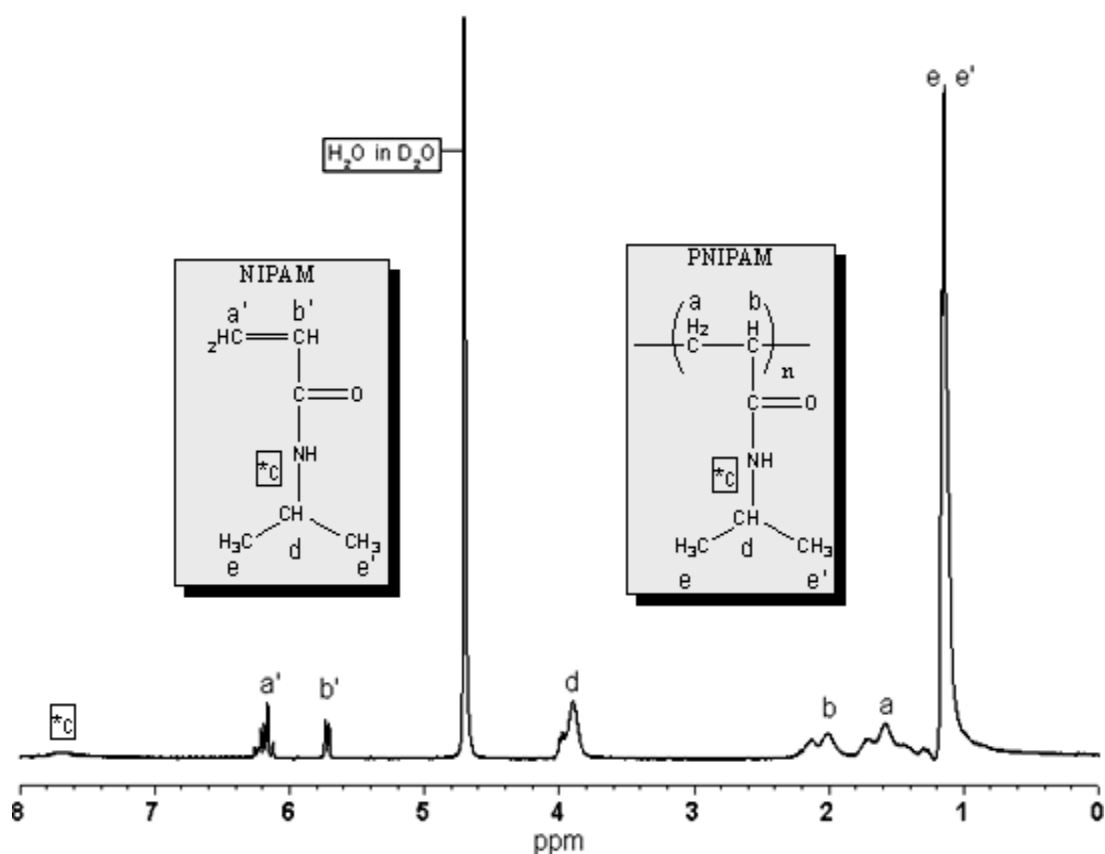 e e'
H₂O in D₂O
NIPAM
a' b'
₂HC CH
C O
NH
*C
CH
H₃C CH₃
d
e e'
PNIPAM
a b
H₂ H
C C
n
C O
NH
*C
CH
CH₃ CH₃
d
e e'
*C
a'
b'
d
b
a
8 7 6 5 4 3 2 1 0
ppm